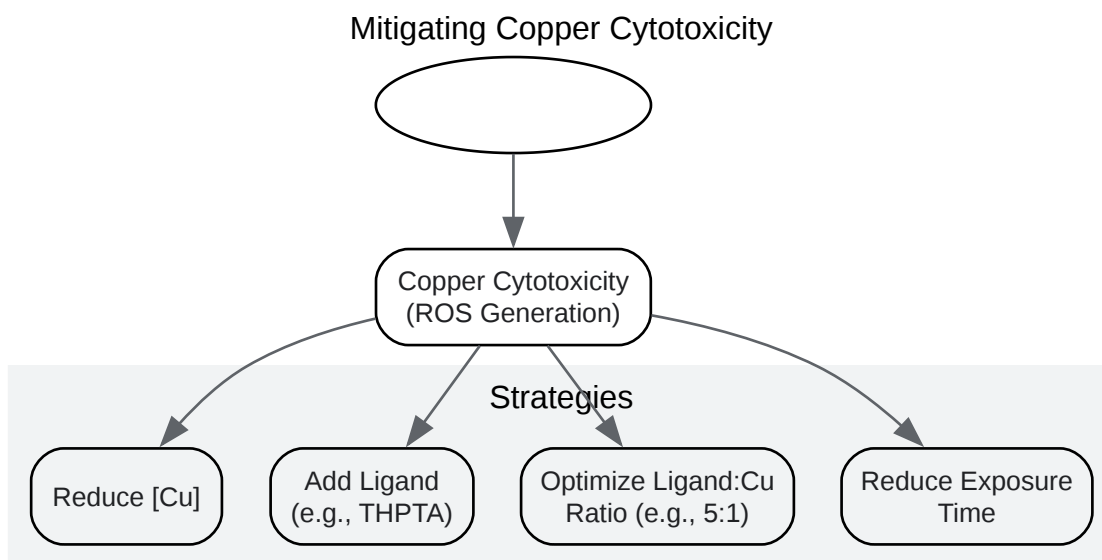 Mitigating Copper Cytotoxicity
Copper Cytotoxicity
(ROS Generation)
Strategies
Reduce [Cu]
Add Ligand
(e.g., THPTA)
Optimize Ligand:Cu
Ratio (e.g., 5:1)
Reduce Exposure
Time